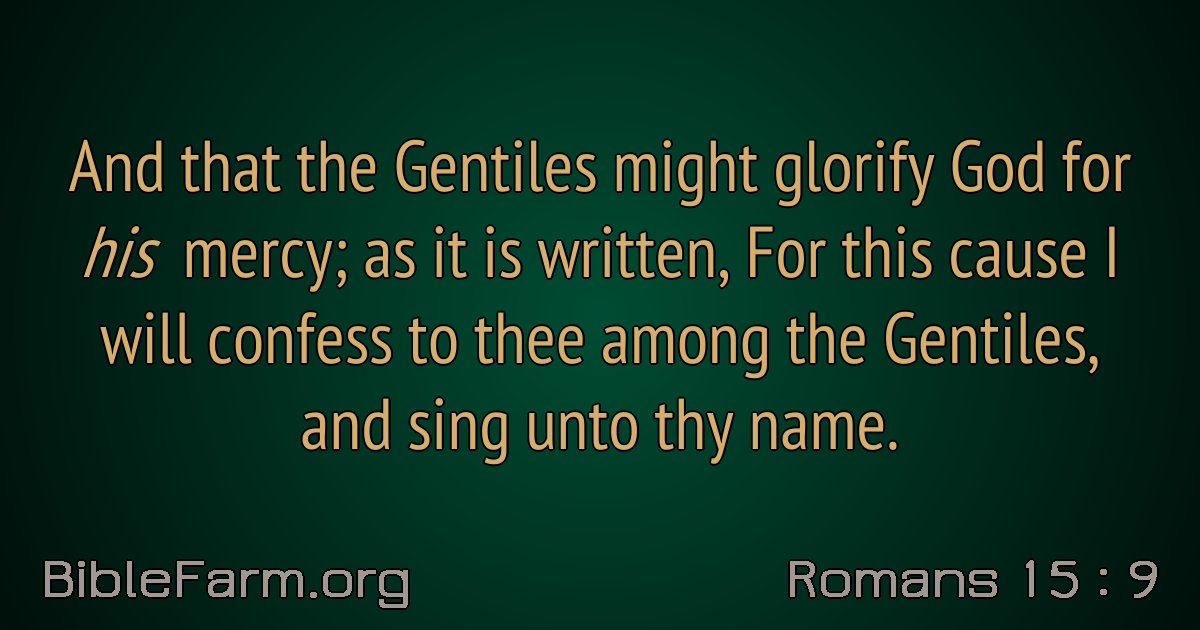 And that the Gentiles might glorify God for
his mercy; as it is written, For this cause I
will confess to thee among the Gentiles,
and sing unto thy name.
BibleFarm.org
Romans 15 : 9